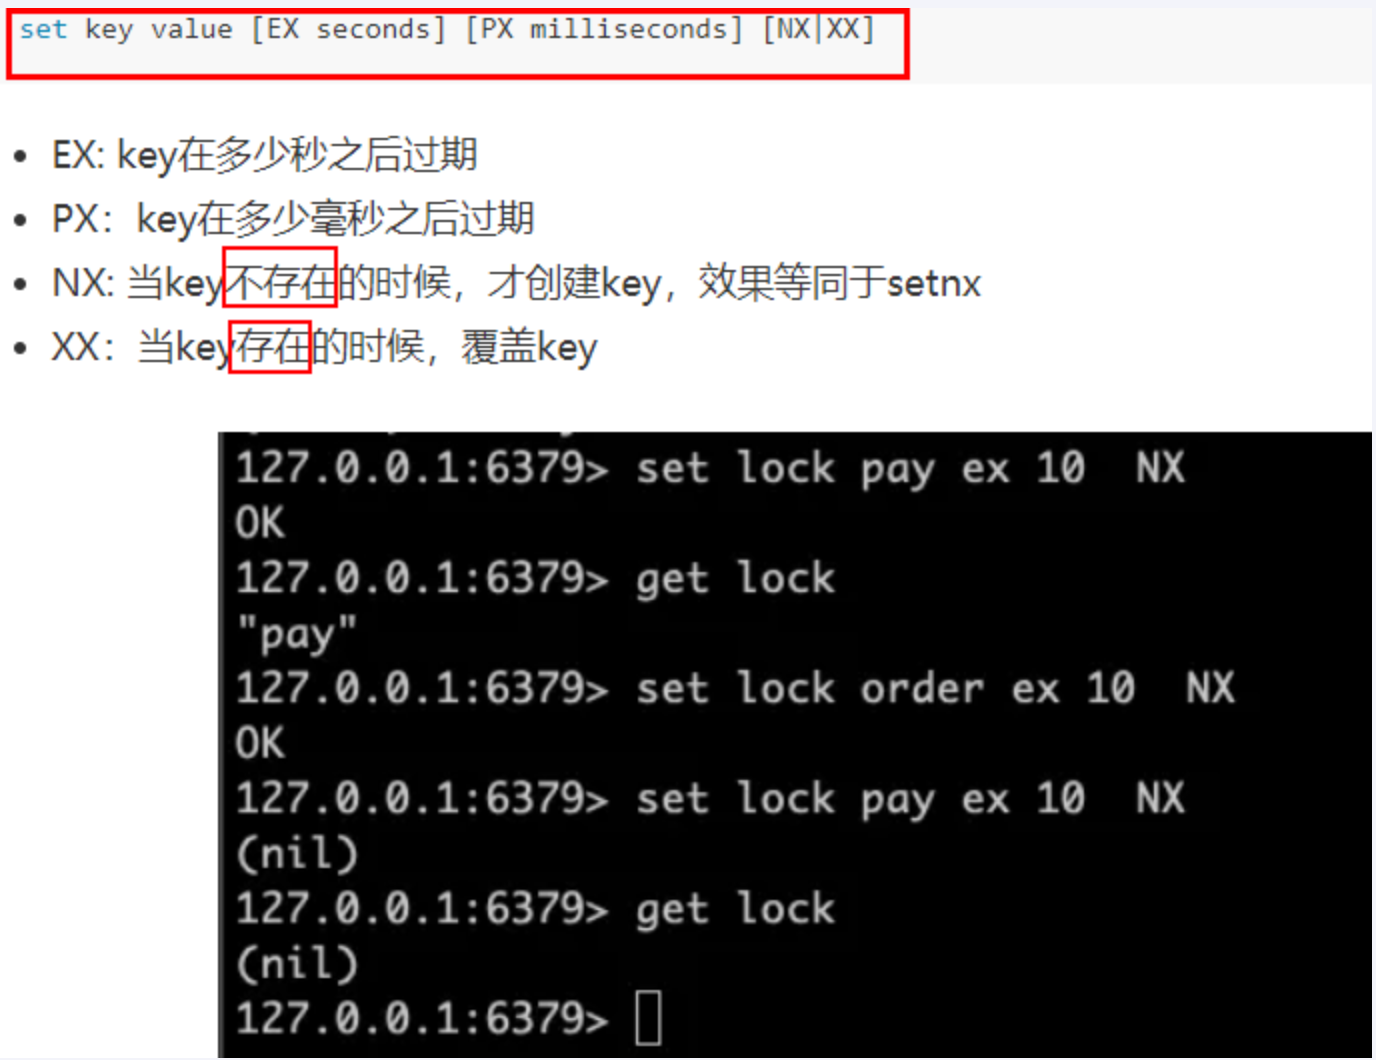 set key value [EX seconds] [PX milliseconds] [NX|XX]
EX: key在多少秒之后过期
PX：key在多少毫秒之后过期
NX: 当key不存在的时候，才创建key，效果等同于setnx
XX：当key存在的时候，覆盖key
127.0.0.1:6379> set lock pay ex 10  NX
OK
127.0.0.1:6379> get lock
"pay"
127.0.0.1:6379> set lock order ex 10  NX
OK
127.0.0.1:6379> set lock pay ex 10  NX
(nil)
127.0.0.1:6379> get lock
(nil)
127.0.0.1:6379>